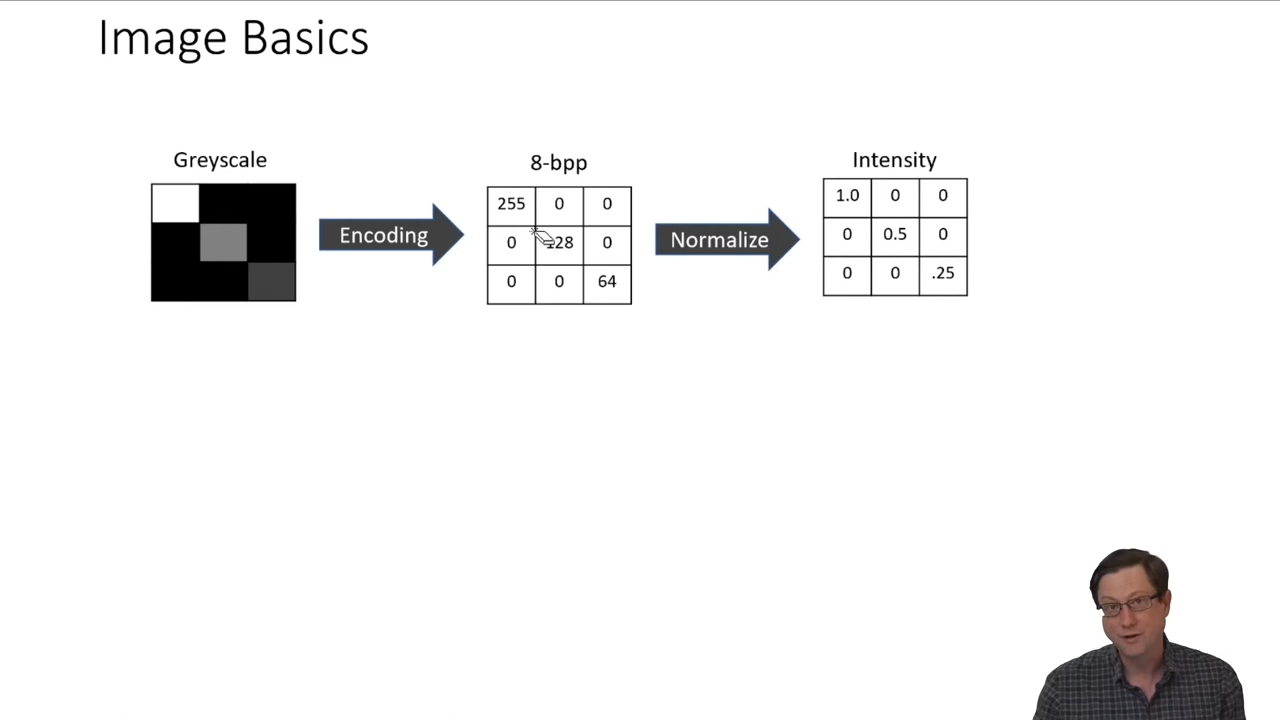 Image Basics
Greyscale
Encoding
8-bpp
255 0 0
0 128 0
0 0 64
Normalize
Intensity
1.0 0 0
0 0.5 0
0 0 .25